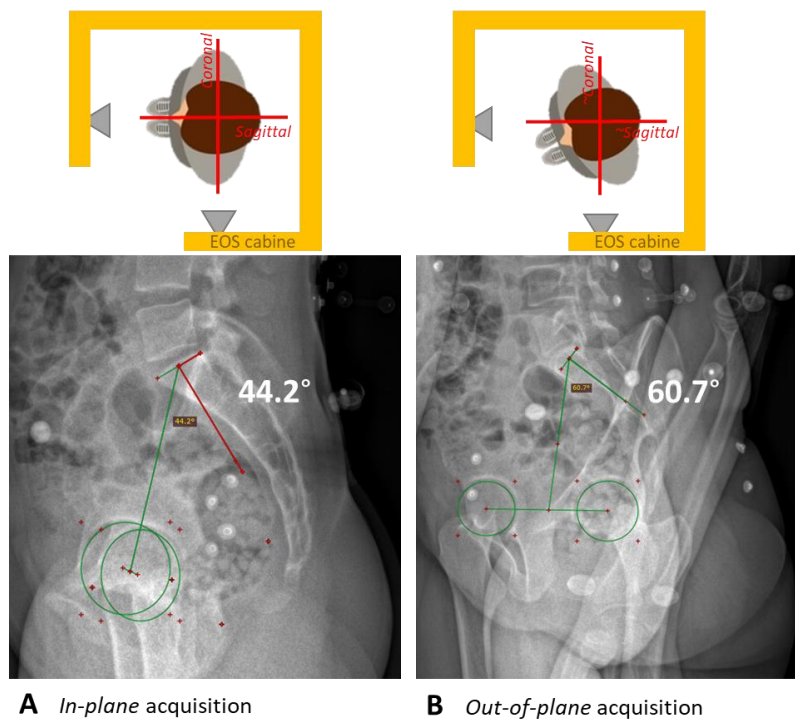 Coronal
Sagittal
EOS cabine
~Coronal
~Sagittal
EOS cabine
44.2°
44.2°
60.7°
60.7°
A In-plane acquisition
B Out-of-plane acquisition